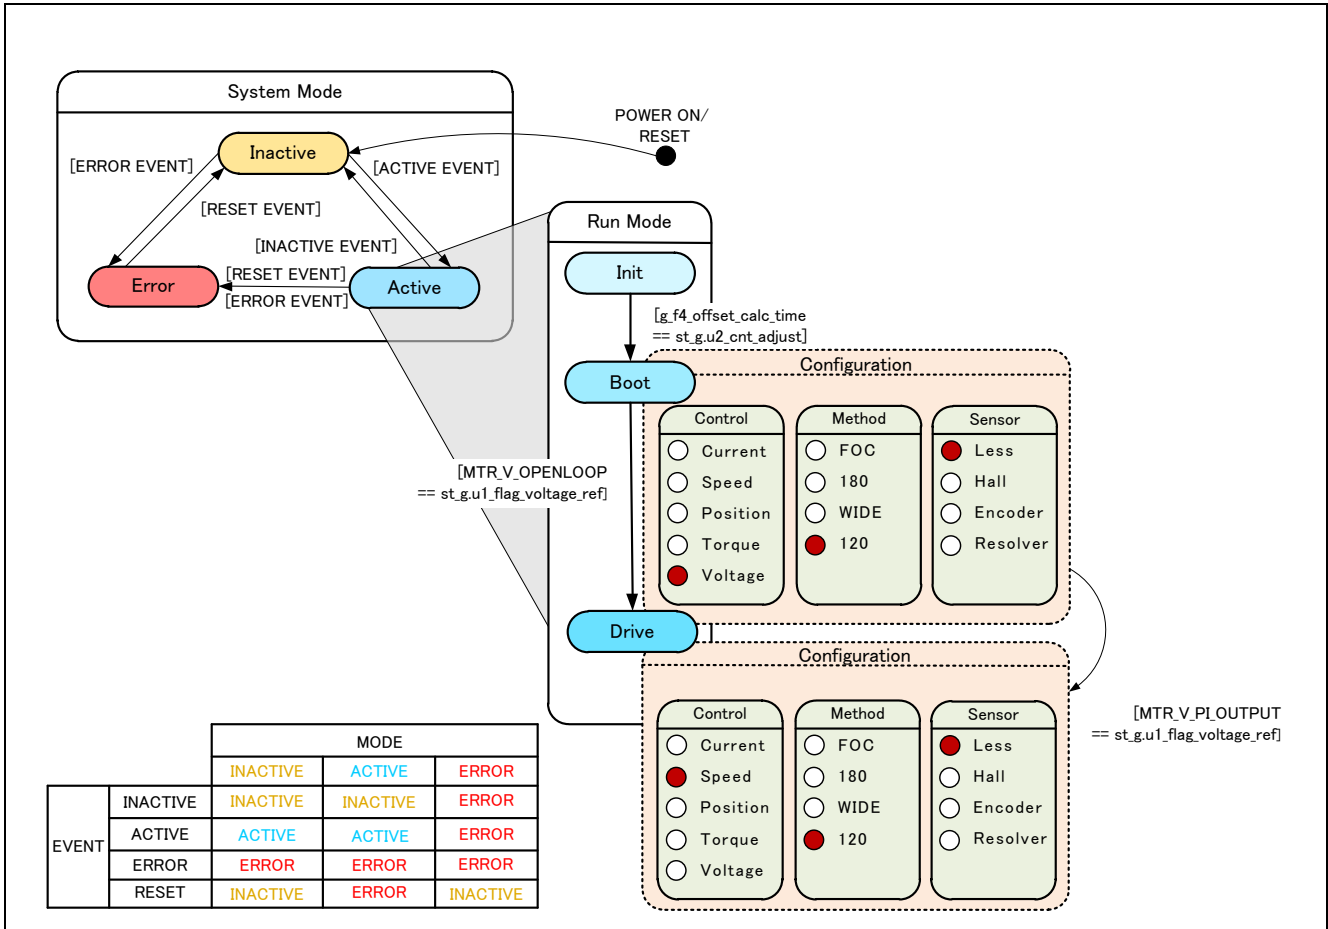 System Mode
POWER ON/
RESET
Inactive
[ERROR EVENT]
[ACTIVE EVENT]
[RESET EVENT]
[INACTIVE EVENT]
[RESET EVENT]
[ERROR EVENT]
Error
Active
Run Mode
Init
[g_f4_offset_calc_time
== st_g.u2_cnt_adjust]
Boot
[MTR_V_OPENLOOP
== st_g.u1_flag_voltage_ref]
Drive
Configuration
Control
Current
Speed
Position
Torque
Voltage
Method
FOC
180
WIDE
120
Sensor
Less
Hall
Encoder
Resolver
[MTR_V_PI_OUTPUT
== st_g.u1_flag_voltage_ref]
Configuration
Control
Current
Speed
Position
Torque
Voltage
Method
FOC
180
WIDE
120
Sensor
Less
Hall
Encoder
Resolver
MODE
INACTIVE ACTIVE ERROR
EVENT
INACTIVE INACTIVE INACTIVE ERROR
ACTIVE ACTIVE ACTIVE ERROR
ERROR ERROR ERROR ERROR
RESET INACTIVE ERROR INACTIVE